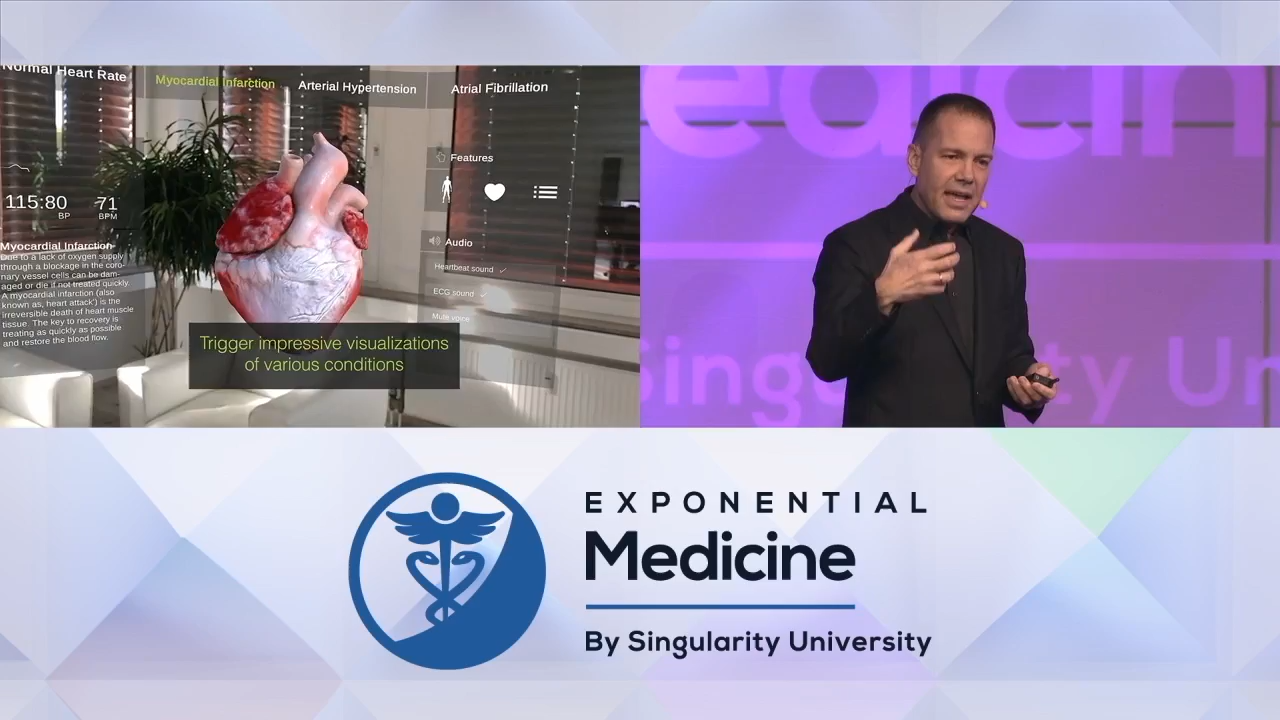 Normal Heart Rate
Myocardial Infarction
Arterial Hypertension
Atrial Fibrillation
Features
115:80
BP
71
BPM
Audio
Heartbeat sound
ECG sound
Mute voice
Myocardial Infarction
Due to a lack of oxygen supply
through a blockage in the coro-
nary vessel cells can be dam-
aged or die if not treated quickly.
A myocardial infarction (also
known as, heart attack') is the
irreversible death of heart muscle
tissue. The key to recovery is
treating as quickly as possible
and restore the blood flow.
Trigger impressive visualizations
of various conditions
edicin
Singu ty Un
EXPONENTIAL
Medicine
By Singularity University